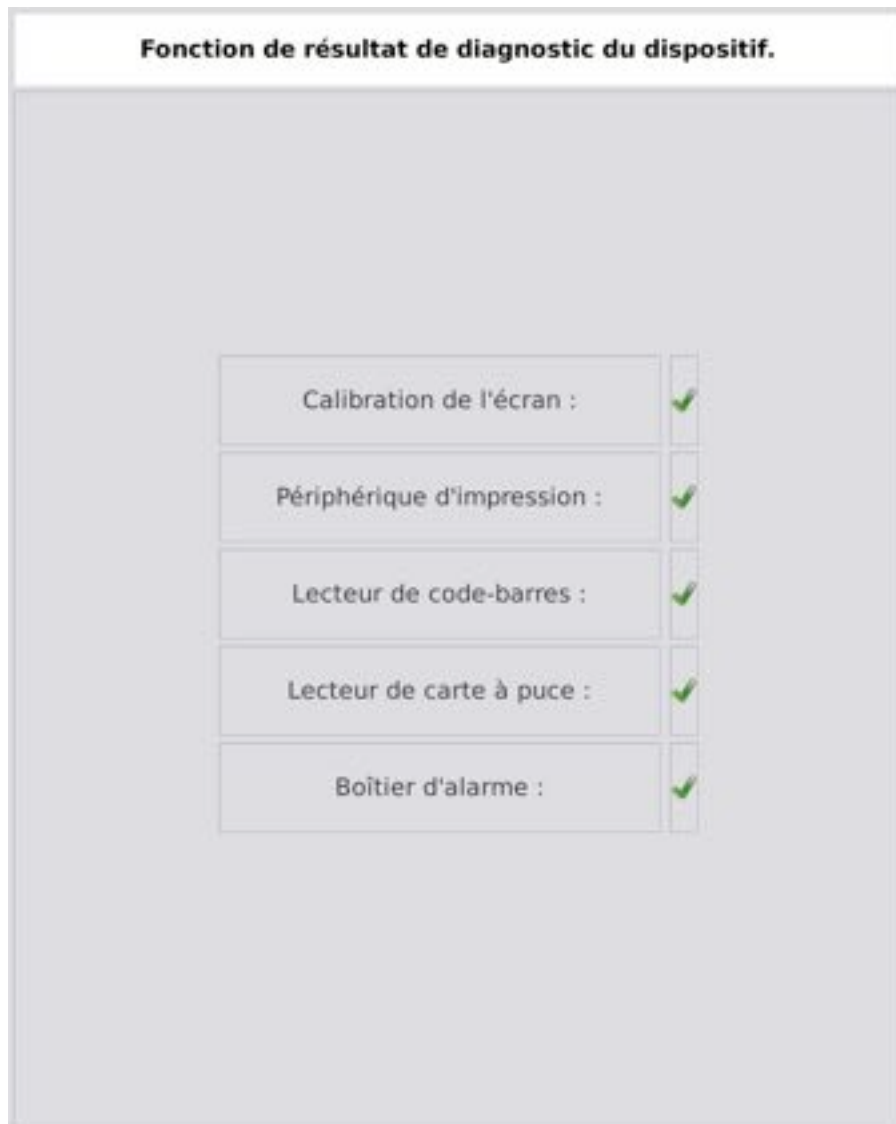 Fonction de résultat de diagnostic du dispositif.
Calibration de l'écran :
Périphérique d'impression :
Lecteur de code-barres :
Lecteur de carte à puce :
Boîtier d'alarme :